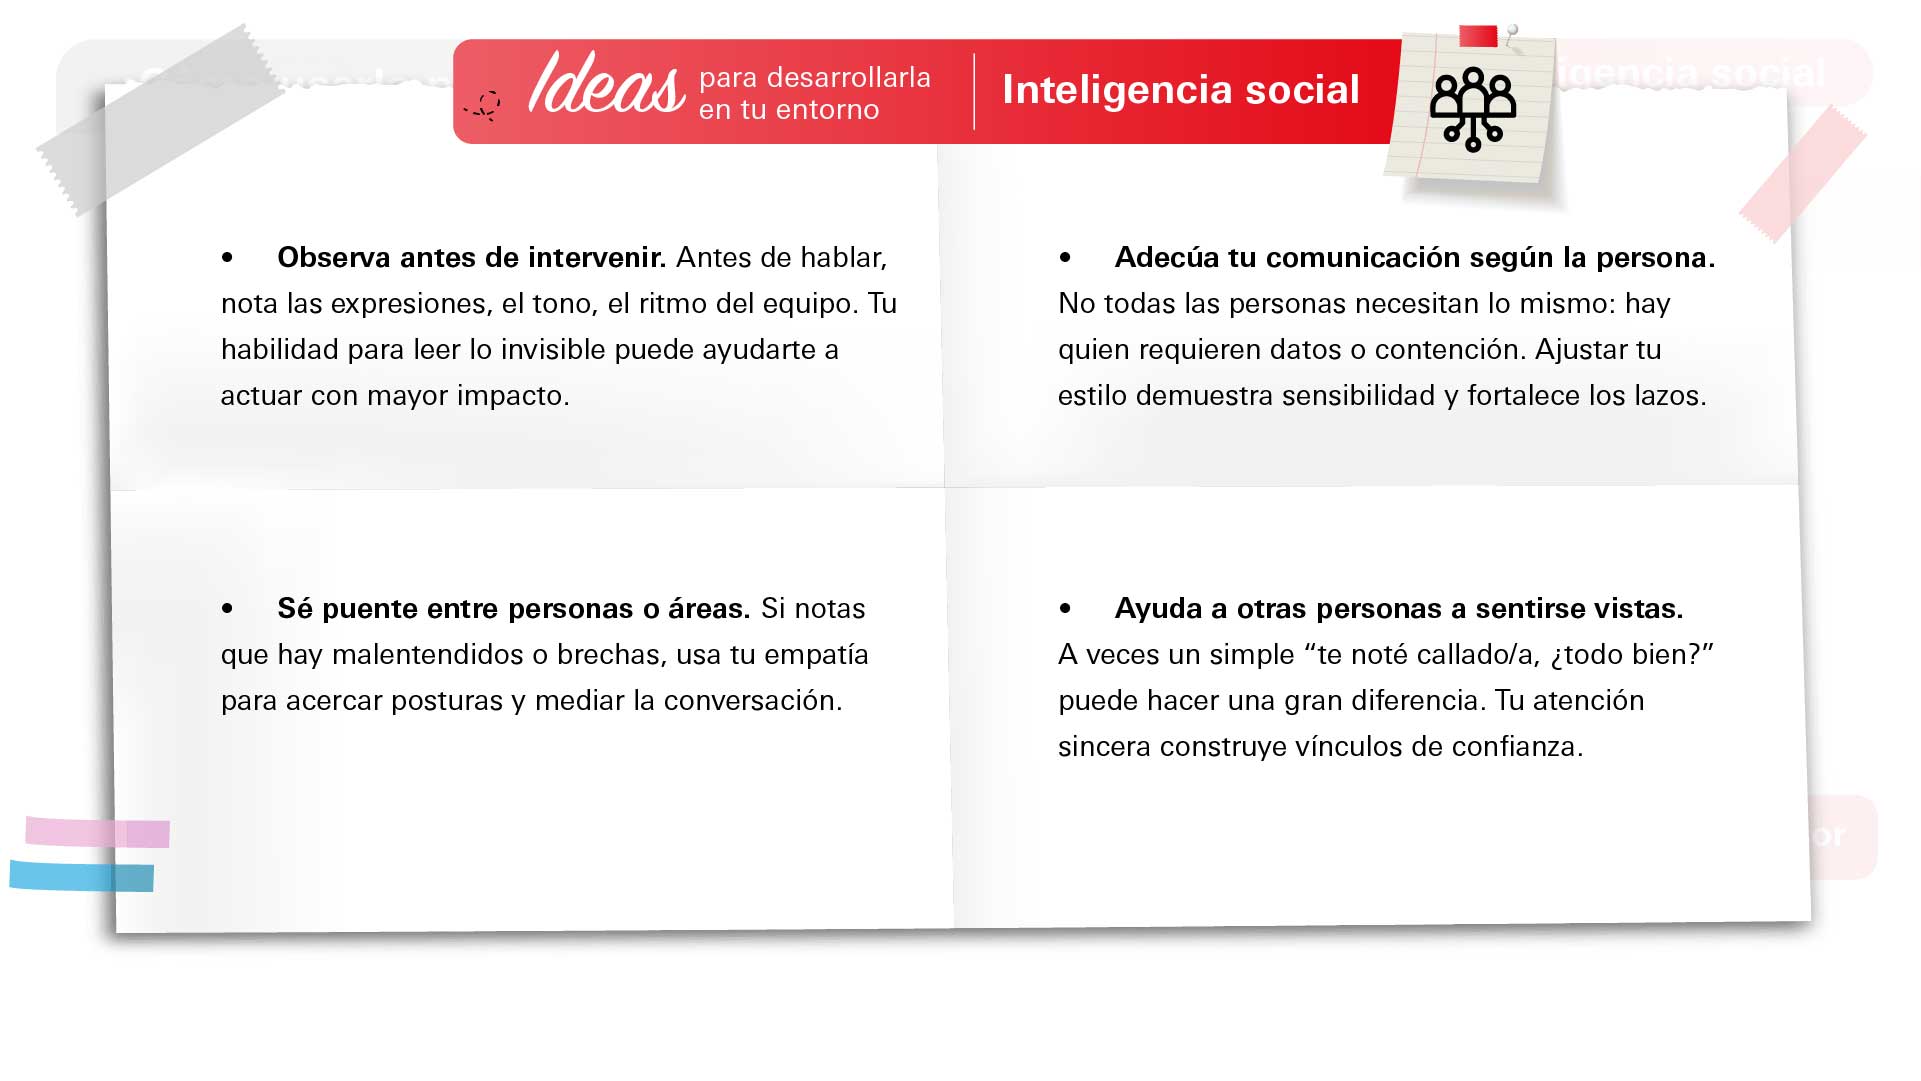 Ideas para desarrollarla
en tu entorno
Inteligencia social
igencia social
• Observa antes de intervenir. Antes de hablar,
nota las expresiones, el tono, el ritmo del equipo. Tu
habilidad para leer lo invisible puede ayudarte a
actuar con mayor impacto.
• Adecúa tu comunicación según la persona.
No todas las personas necesitan lo mismo: hay
quien requieren datos o contención. Ajustar tu
estilo demuestra sensibilidad y fortalece los lazos.
• Sé puente entre personas o áreas. Si notas
que hay malentendidos o brechas, usa tu empatía
para acercar posturas y mediar la conversación.
• Ayuda a otras personas a sentirse vistas.
A veces un simple “te noté callado/a, ¿todo bien?”
puede hacer una gran diferencia. Tu atención
sincera construye vínculos de confianza.
or